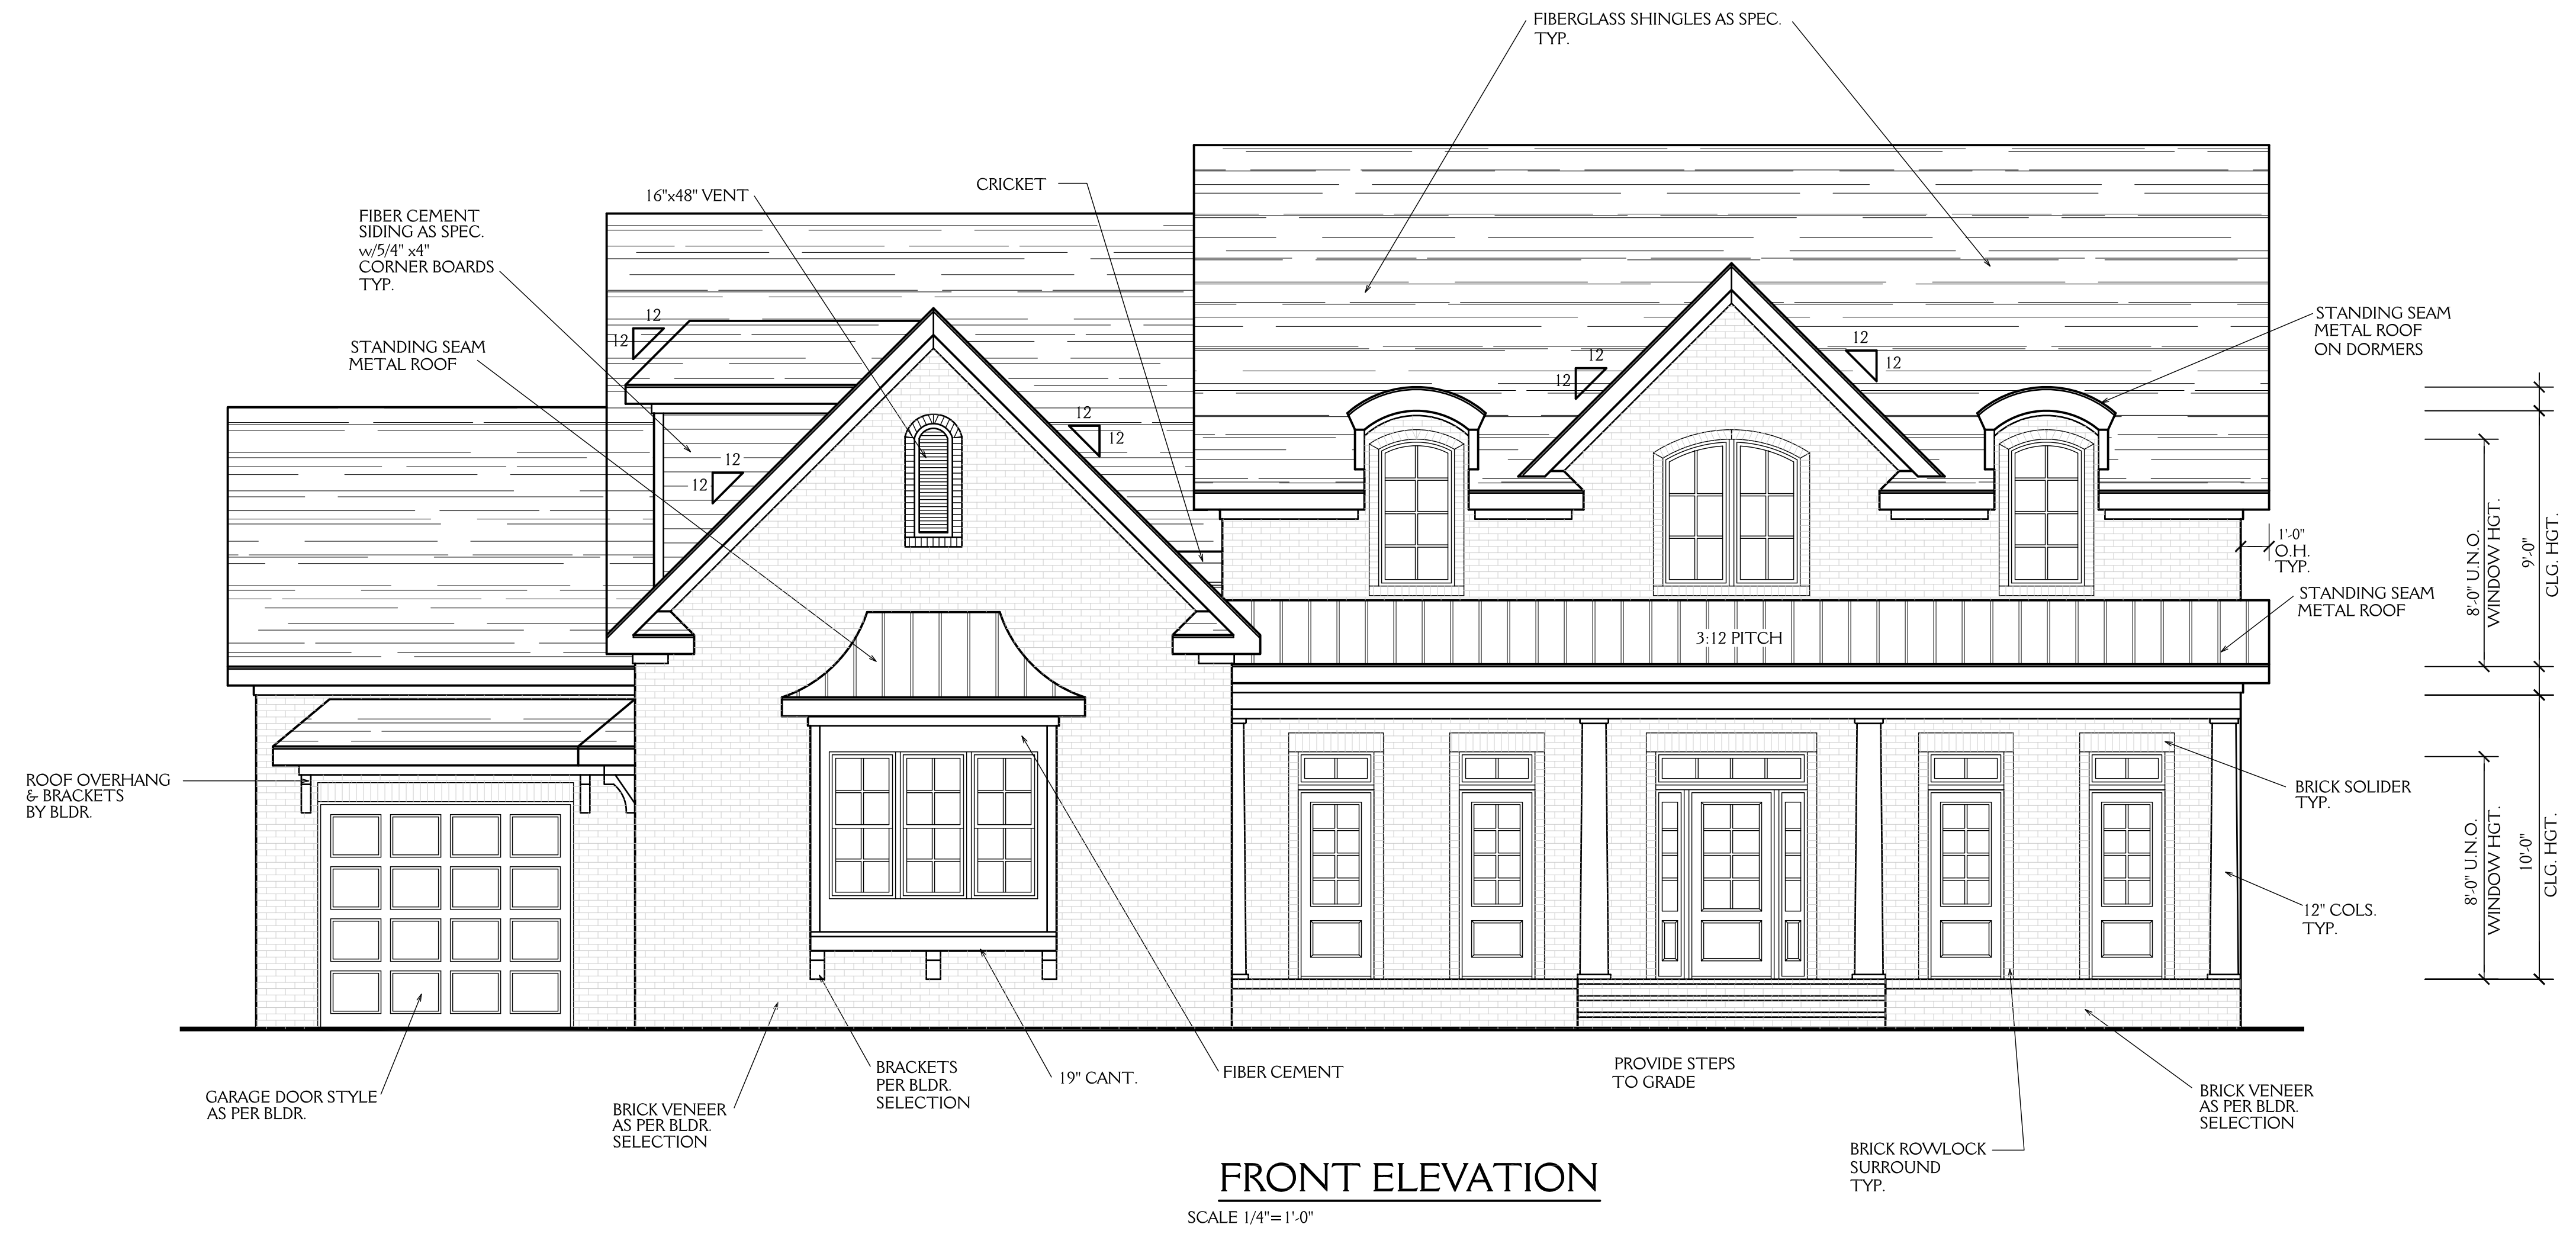 FIBERGLASS SHINGLES AS SPEC.
TYP.
CRICKET
16"x48" VENT
FIBER CEMENT
SIDING AS SPEC.
w/5/4" x4"
CORNER BOARDS
TYP.
STANDING SEAM
METAL ROOF
12
12
12
12
12
12
12
12
12
12
STANDING SEAM
METAL ROOF
ON DORMERS
1'-0"
O.H.
TYP.
STANDING SEAM
METAL ROOF
3:12 PITCH
8'-0" U.N.O.
WINDOW HGT.
9'-0"
CLG. HGT.
ROOF OVERHANG
& BRACKETS
BY BLDR.
BRICK SOLIDER
TYP.
12" COLS.
TYP.
8'-0" U.N.O.
WINDOW HGT.
10'-0"
CLG. HGT.
GARAGE DOOR STYLE
AS PER BLDR.
BRICK VENEER
AS PER BLDR.
SELECTION
BRACKETS
PER BLDR.
SELECTION
19" CANT.
FIBER CEMENT
PROVIDE STEPS
TO GRADE
BRICK ROWLOCK
SURROUND
TYP.
BRICK VENEER
AS PER BLDR.
SELECTION
FRONT ELEVATION
SCALE 1/4"=1'-0"